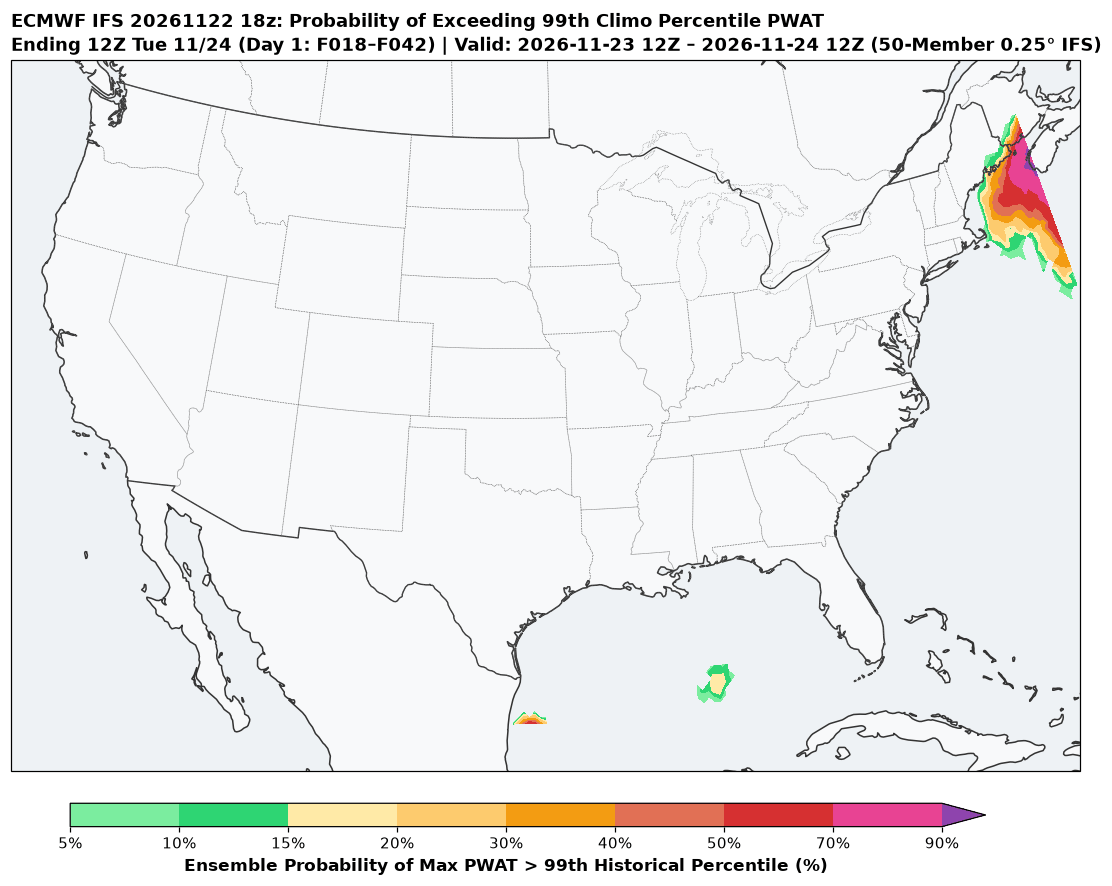 ECMWF IFS 20261122 18z: Probability of Exceeding 99th Climo Percentile PWAT
Ending 12Z Tue 11/24 (Day 1: F018–F042) | Valid: 2026-11-23 12Z – 2026-11-24 12Z (50-Member 0.25° IFS)
5% 10% 15% 20% 30% 40% 50% 70% 90%
Ensemble Probability of Max PWAT > 99th Historical Percentile (%)